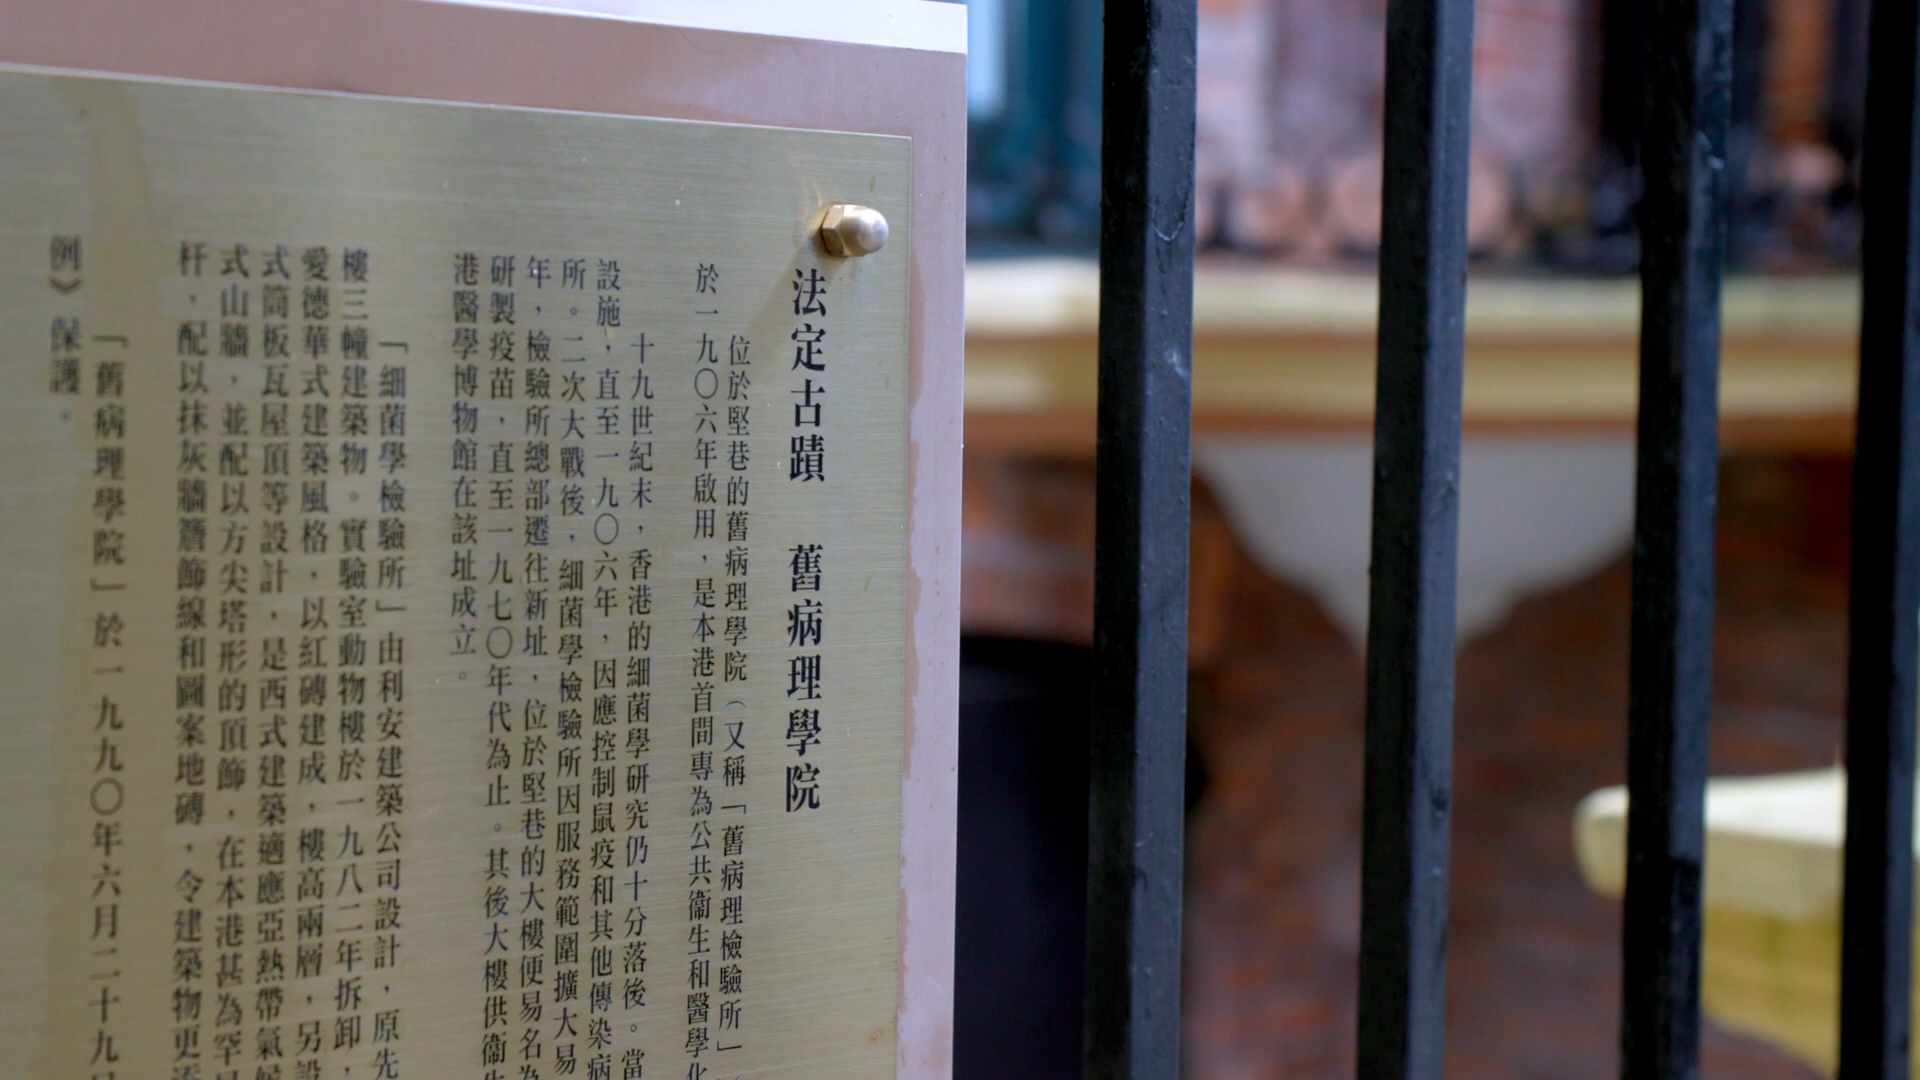 法定古蹟 舊病理學院
位於堅巷的舊病理學院（又稱「舊病理檢驗所」
於一九〇六年啟用，是本港首間專為公共衞生和醫學化
十九世紀末，香港的細菌學研究仍十分落後。當
設施，直至一九〇六年，因應控制鼠疫和其他傳染病
所。二次大戰後，細菌學檢驗所因服務範圍擴大易
年，檢驗所總部遷往新址，位於堅巷的大樓便易名為
研製疫苗，直至一九七〇年代為止。其後大樓供衞生
港醫學博物館在該址成立。
「細菌學檢驗所」由利安建築公司設計，原先
樓三幢建築物。實驗室動物樓於一九八二年拆卸，
愛德華式建築風格，以紅磚建成，樓高兩層，另設
式筒板瓦屋頂等設計，是西式建築適應亞熱帶氣候
式山牆，並配以方尖塔形的頂飾，在本港甚為罕見
杆，配以抹灰牆簷飾線和圖案地磚，令建築物更添
「舊病理學院」於一九九〇年六月二十九日
例》保護。